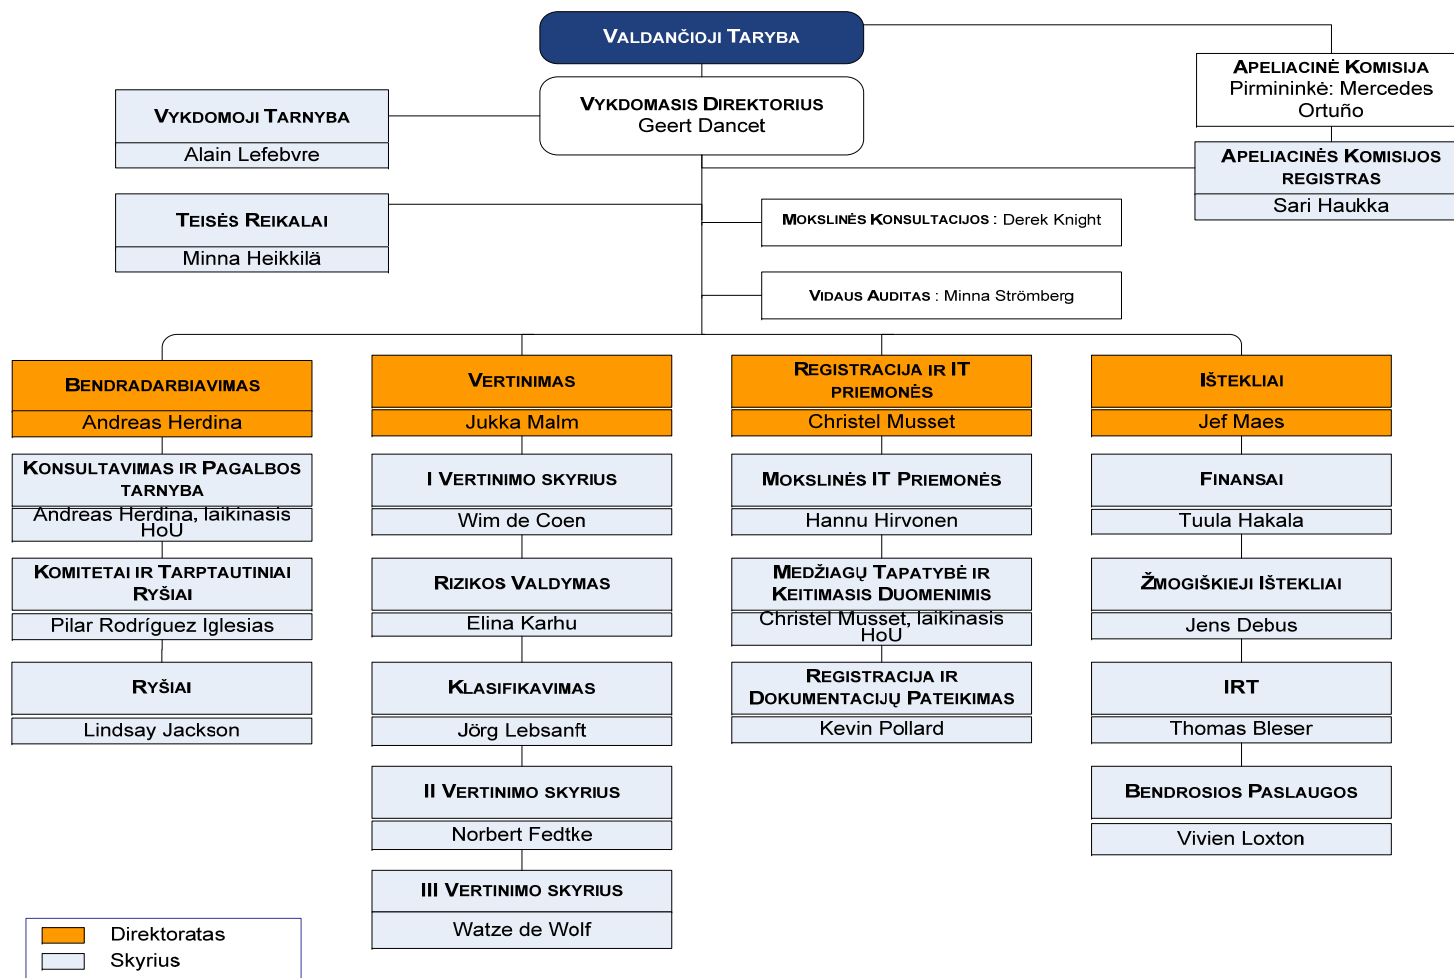 VALDANČIOJI TARYBA
APELIACINĖ KOMISIJA
Pirmininkė: Mercedes
Ortuño
VYKDOMASIS DIREKTORIUS
Geert Dancet
VYKDOMOJI TARNYBA
Alain Lefebvre
APELIACINĖS KOMISIJOS
REGISTRAS
Sari Haukka
TEISĖS REIKALAI
Minna Heikkilä
MOKSLINĖS KONSULTACIJOS : Derek Knight
VIDAUS AUDITAS : Minna Strömberg
BENDRADARBIAVIMAS
Andreas Herdina
KONSULTAVIMAS IR PAGALBOS
TARNYBA
Andreas Herdina, laikinasis
HoU
KOMITETAI IR TARPTAUTINIAI
RYŠIAI
Pilar Rodríguez Iglesias
RYŠIAI
Lindsay Jackson
VERTINIMAS
Jukka Malm
I VERTINIMO SKYRIUS
Wim de Coen
RIZIKOS VALDYMAS
Elina Karhu
KLASIFIKAVIMAS
Jörg Lebsanft
II VERTINIMO SKYRIUS
Norbert Fedtke
III VERTINIMO SKYRIUS
Watze de Wolf
REGISTRACIJA IR IT
PRIEMONĖS
Christel Musset
MOKSLINĖS IT PRIEMONĖS
Hannu Hirvonen
MEDŽIAGŲ TAPATYBĖ IR
KEITIMASIS DUOMENIMIS
Christel Musset, laikinasis
HoU
REGISTRACIJA IR
DOKUMENTACIJŲ PATEIKIMAS
Kevin Pollard
IŠTEKLIAI
Jef Maes
FINANSAI
Tuula Hakala
ŽMOGIŠKIEJI IŠTEKLIAI
Jens Debus
IRT
Thomas Bleser
BENDROSIOS PASLAUGOS
Vivien Loxton
Direktoratas
Skyrius